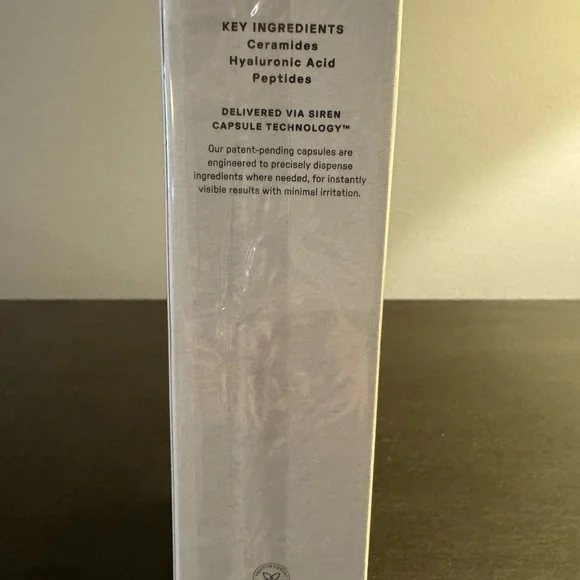 KEY INGREDIENTS
Ceramides
Hyaluronic Acid
Peptides
DELIVERED VIA SIREN
CAPSULE TECHNOLOGY™
Our patent-pending capsules are
engineered to precisely dispense
ingredients where needed, for instantly
visible results with minimal irritation.